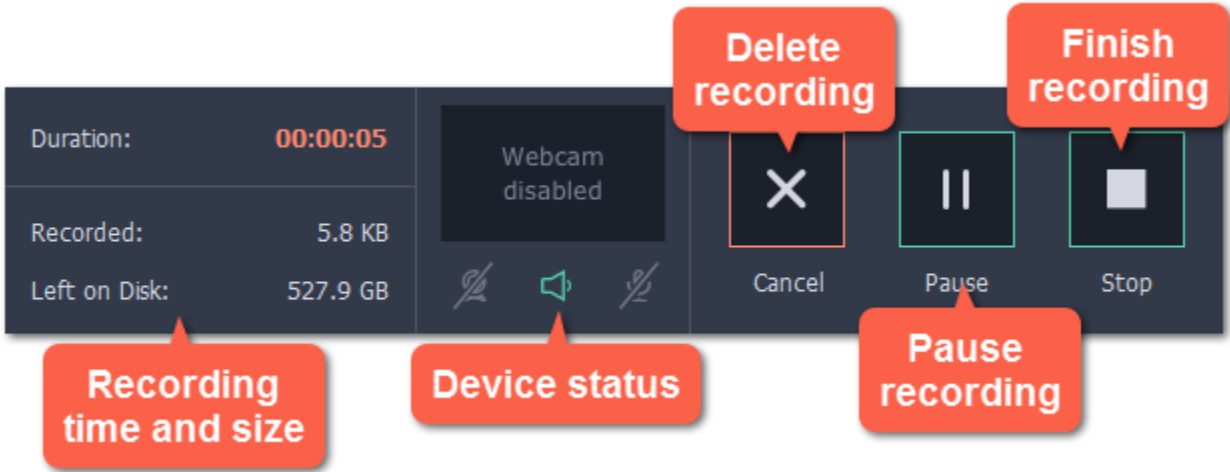 Delete
recording
Finish
recording
Duration: 00:00:05
Webcam
disabled
Recorded: 5.8 KB
Left on Disk: 527.9 GB
Cancel
Pause
Stop
Recording
time and size
Device status
Pause
recording